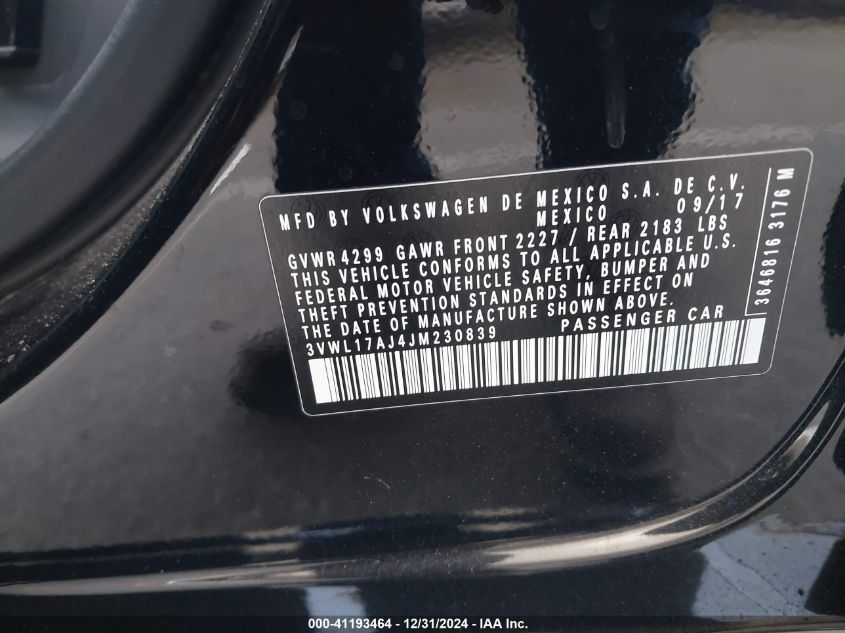 MFD BY VOLKSWAGEN DE MEXICO S.A. DE C.V.
MEXICO 09/17
GVWR 4299 GAWR FRONT 2227 / REAR 2183 LBS
THIS VEHICLE CONFORMS TO ALL APPLICABLE U.S.
FEDERAL MOTOR VEHICLE SAFETY, BUMPER AND
THEFT PREVENTION STANDARDS IN EFFECT ON
THE DATE OF MANUFACTURE SHOWN ABOVE.
3VWL17AJ4JM230839 PASSENGER CAR
3646816 3176 M
000-41193464 - 12/31/2024 - IAA Inc.